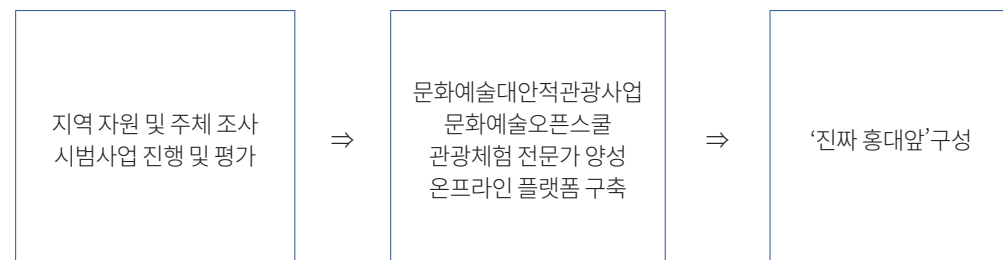 지역 자원 및 주체 조사
시범사업 진행 및 평가
⇒
문화예술대안적관광사업
문화예술오픈스쿨
관광체험 전문가 양성
온프라인 플랫폼 구축
⇒
‘진짜 홍대앞’구성